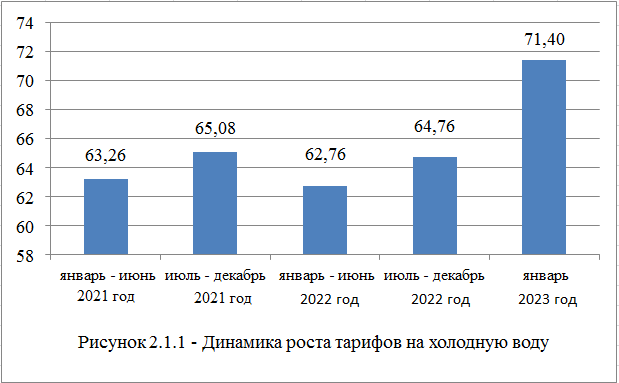 74
72
70
68
66
64
62
60
58
63,26
65,08
62,76
64,76
71,40
январь - июнь
2021 год
июль - декабрь
2021 год
январь - июнь
2022 год
июль - декабрь
2022 год
январь
2023 год
Рисунок 2.1.1 - Динамика роста тарифов на холодную воду